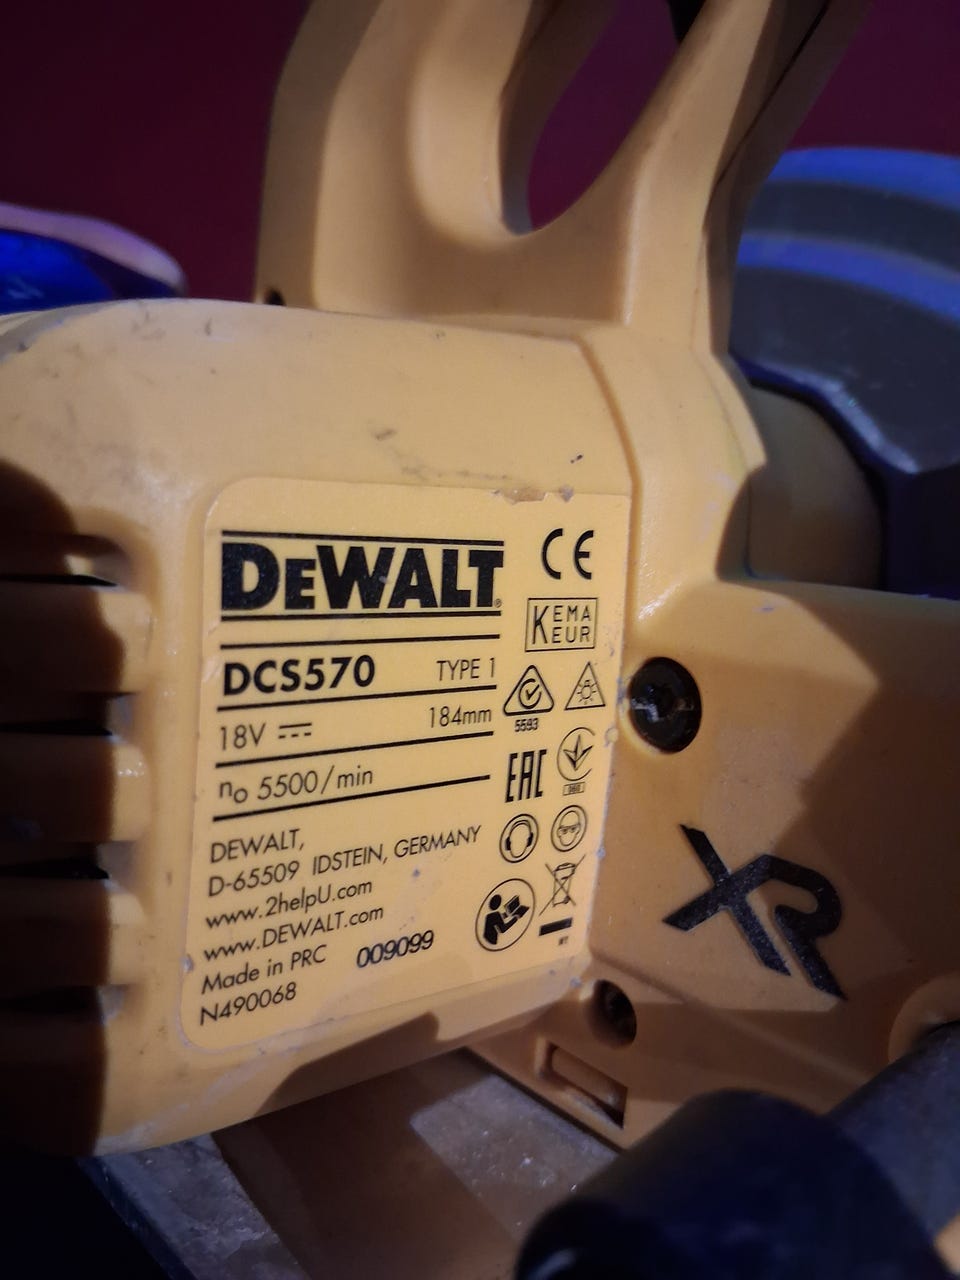 DEWALT®
DCS570 TYPE 1
18V 184mm
no 5500/min
DEWALT,
D-65509 IDSTEIN, GERMANY
www.2helpU.com
www.DEWALT.com
Made in PRC 009099
N490068
CE
KEMA
EUR
5593
EAC
XR